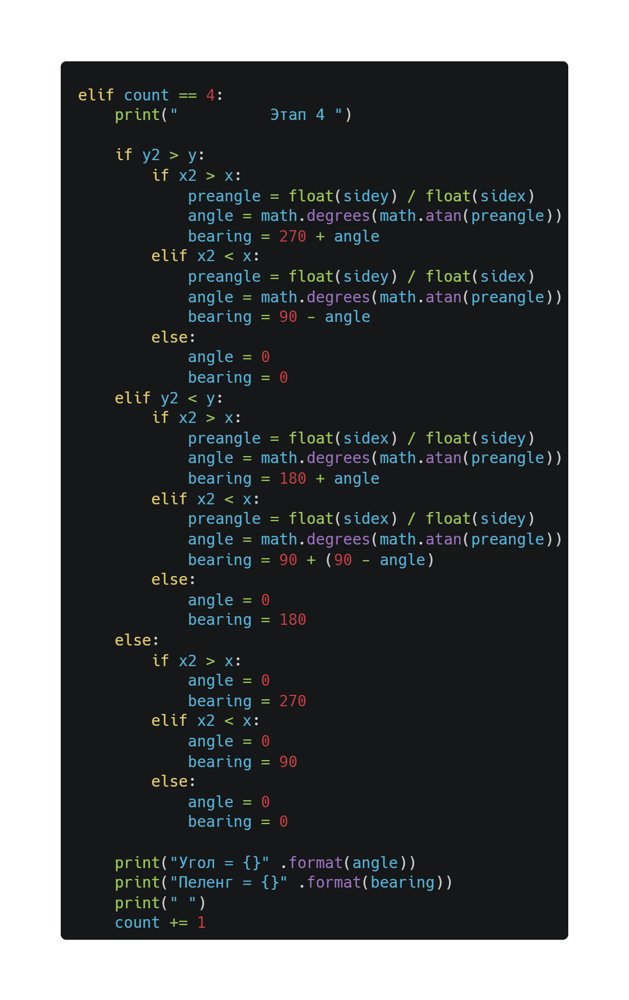 elif count == 4:
    print("          Этап 4 ")

    if y2 > y:
        if x2 > x:
            preangle = float(sidey) / float(sidex)
            angle = math.degrees(math.atan(preangle))
            bearing = 270 + angle
        elif x2 < x:
            preangle = float(sidey) / float(sidex)
            angle = math.degrees(math.atan(preangle))
            bearing = 90 - angle
        else:
            angle = 0
            bearing = 0
    elif y2 < y:
        if x2 > x:
            preangle = float(sidex) / float(sidey)
            angle = math.degrees(math.atan(preangle))
            bearing = 180 + angle
        elif x2 < x:
            preangle = float(sidex) / float(sidey)
            angle = math.degrees(math.atan(preangle))
            bearing = 90 + (90 - angle)
        else:
            angle = 0
            bearing = 180
    else:
        if x2 > x:
            angle = 0
            bearing = 270
        elif x2 < x:
            angle = 0
            bearing = 90
        else:
            angle = 0
            bearing = 0

    print("Угол = {}" .format(angle))
    print("Пеленг = {}" .format(bearing))
    print(" ")
    count += 1